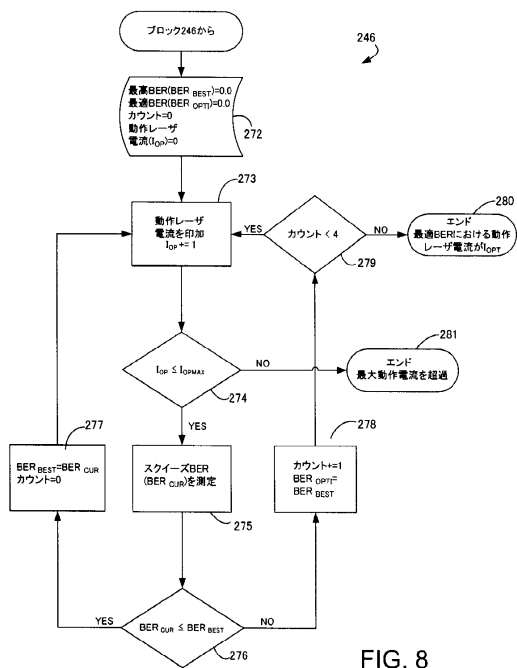 ブロック246から
246
最高BER(BER BEST)=0.0
最適BER(BER OPTI)=0.0
カウント=0
動作レーザ
電流(IOP)=0
272
273
動作レーザ
電流を印加
IOP += 1
YES
カウント < 4
NO
279
280
エンド
最適BERにおける動作
レーザ電流がIOPT
IOP ≤ IOPMAX
NO
274
281
エンド
最大動作電流を超過
YES
277
BER BEST=BER CUR
カウント=0
スクイーズBER
(BER CUR)を測定
275
278
カウント+=1
BER OPTI=
BER BEST
YES
BER CUR ≤ BER BEST
NO
276
FIG. 8